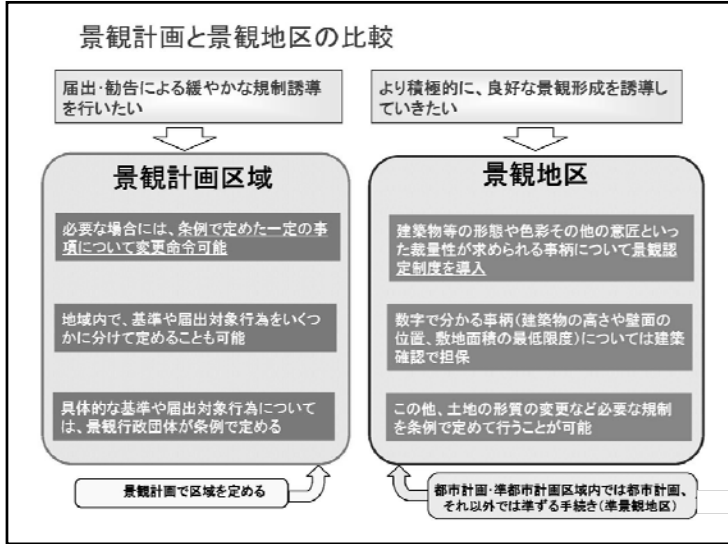 景観計画と景観地区の比較
届出・勧告による緩やかな規制誘導
を行いたい
景観計画区域
必要な場合には、条例で定めた一定の事
項について変更命令可能
地域内で、基準や届出対象行為をいくつ
かに分けて定めることも可能
具体的な基準や届出対象行為について
は、景観行政団体が条例で定める
景観計画で区域を定める
より積極的に、良好な景観形成を誘導し
ていきたい
景観地区
建築物等の形態や色彩その他の意匠といっ
た裁量性が求められる事柄について景観認
定制度を導入
数字で分かる事柄(建築物の高さや壁面の
位置、敷地面積の最低限度)については建築
確認で担保
この他、土地の形質の変更など必要な規制
を条例で定めて行うことが可能
都市計画・準都市計画区域内では都市計画、
それ以外では準ずる手続き(準景観地区)